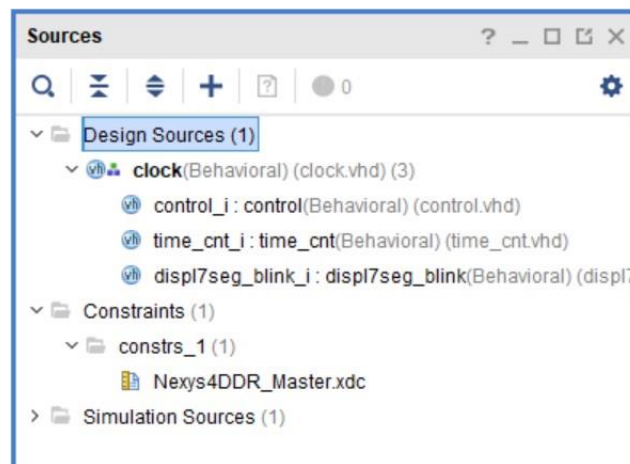 Sources ? _
0
Design Sources (1)
clock(Behavioral) (clock.vhd) (3)
control_i : control(Behavioral) (control.vhd)
time_cnt_i : time_cnt(Behavioral) (time_cnt.vhd)
displ7seg_blink_i : displ7seg_blink(Behavioral) (displ7
Constraints (1)
constrs_1 (1)
Nexys4DDR_Master.xdc
Simulation Sources (1)